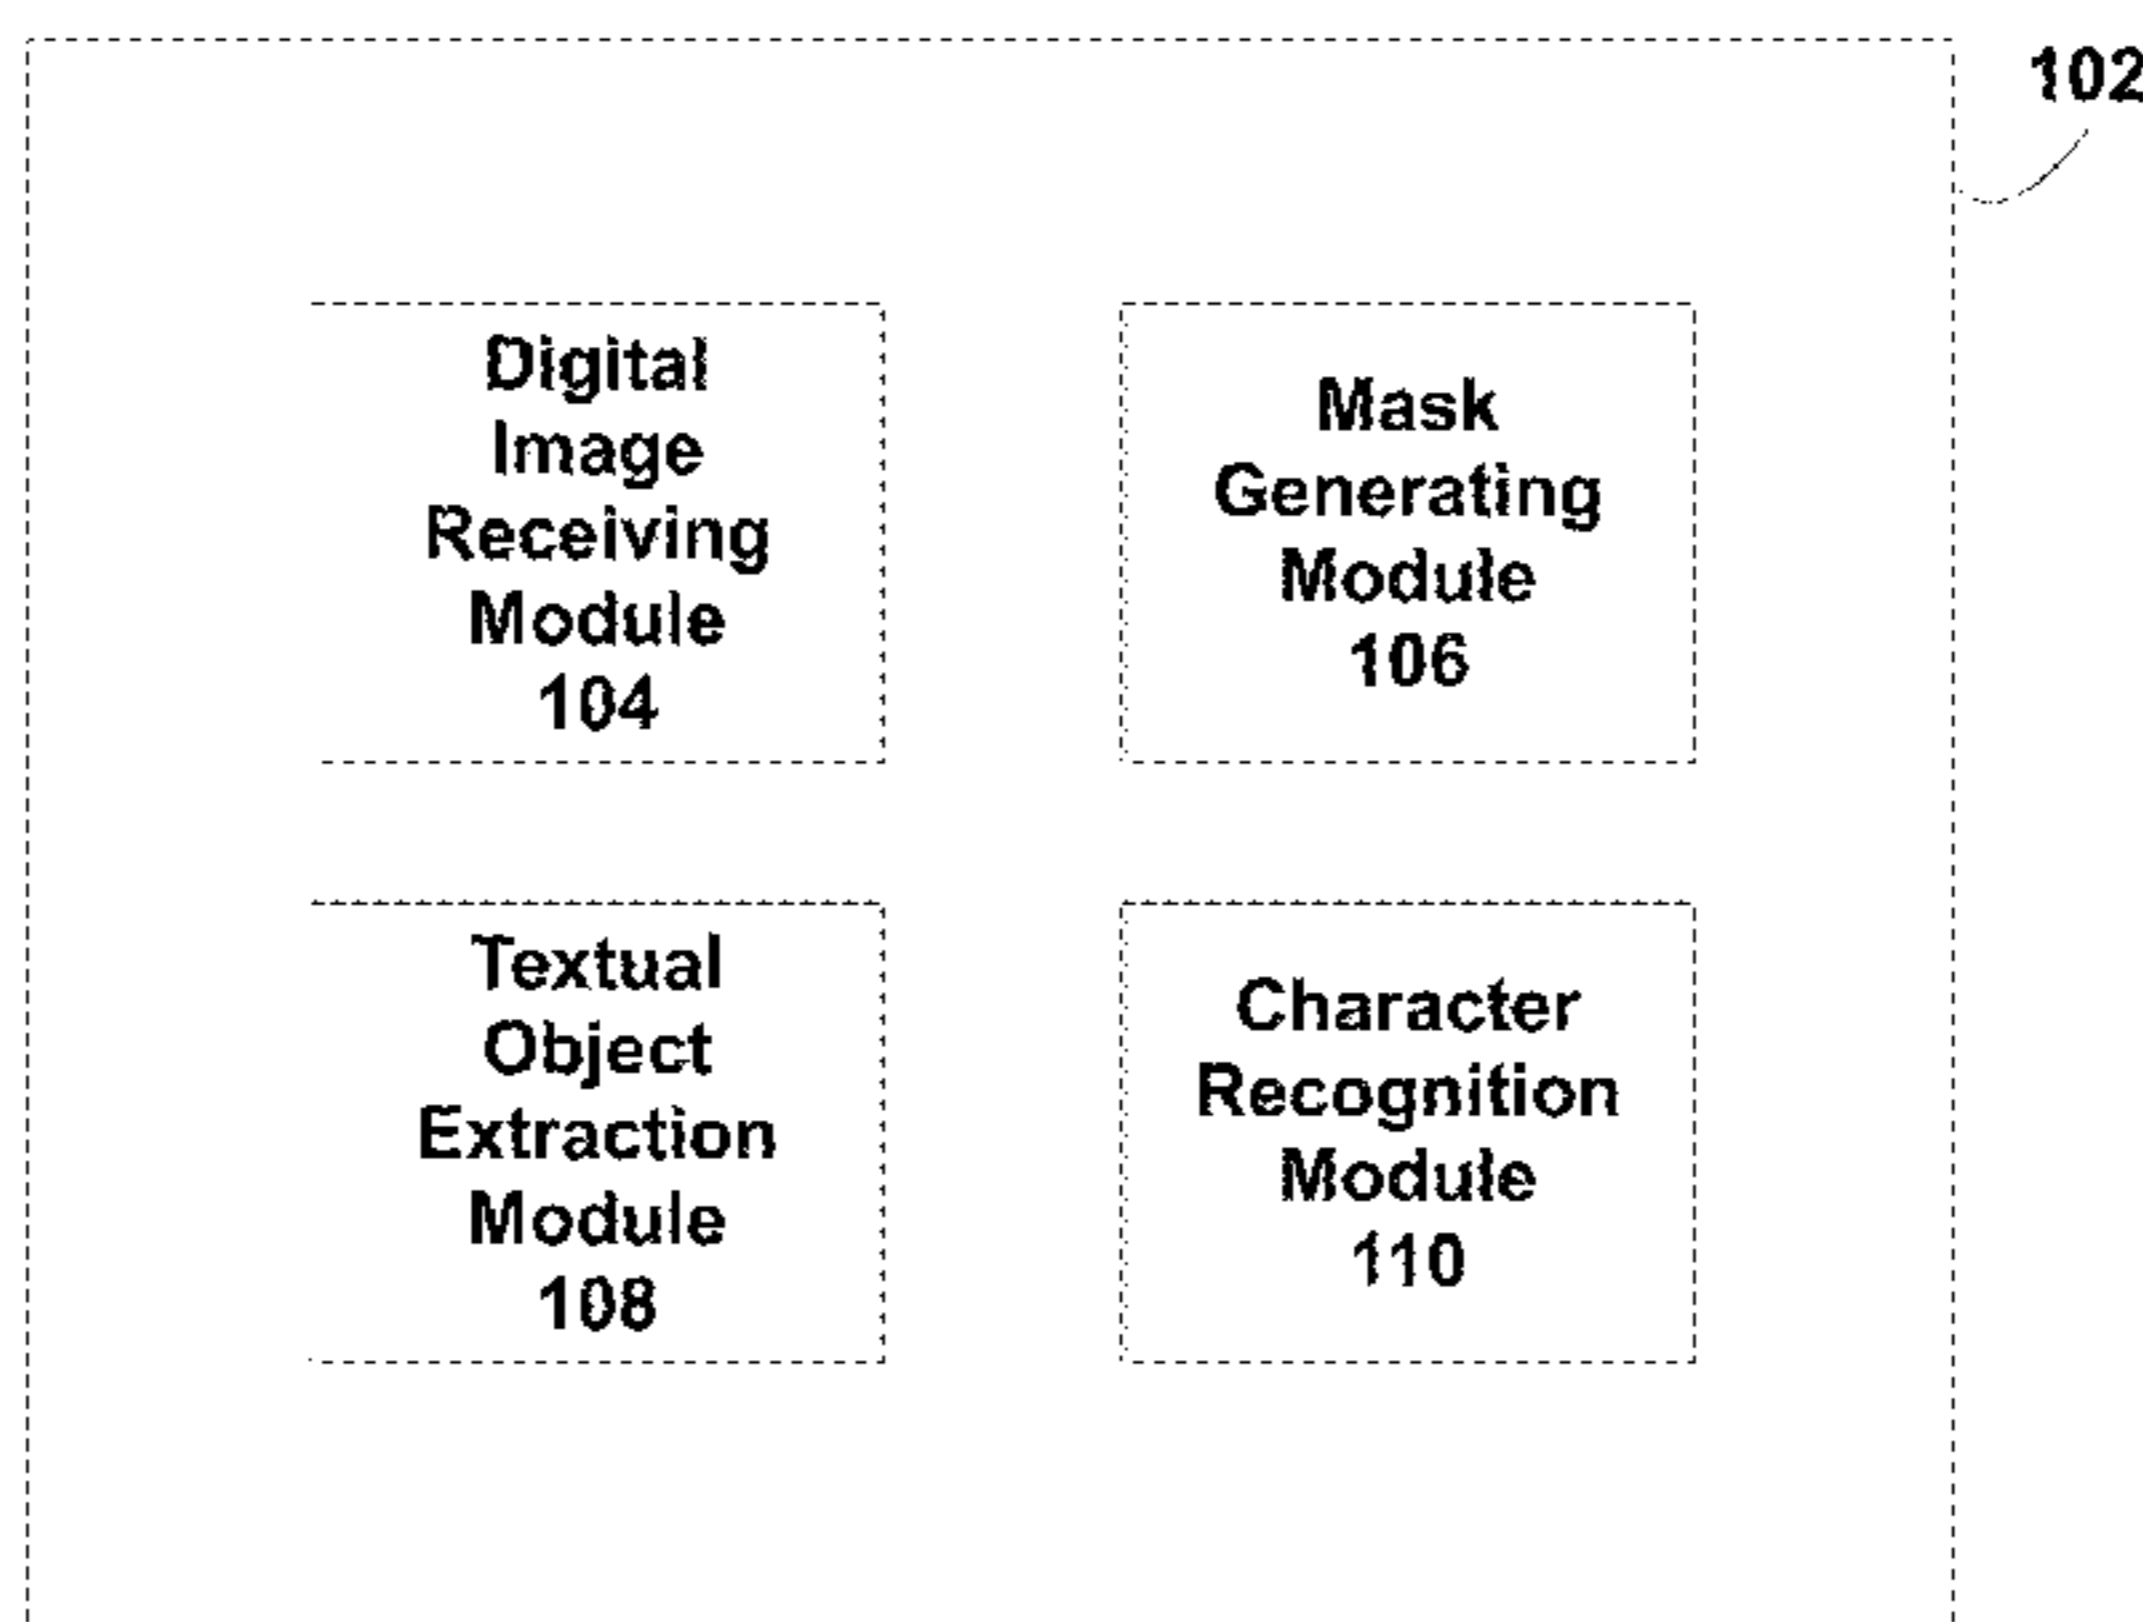 102
Digital
Image
Receiving
Module
104
Mask
Generating
Module
106
Textual
Object
Extraction
Module
108
Character
Recognition
Module
110